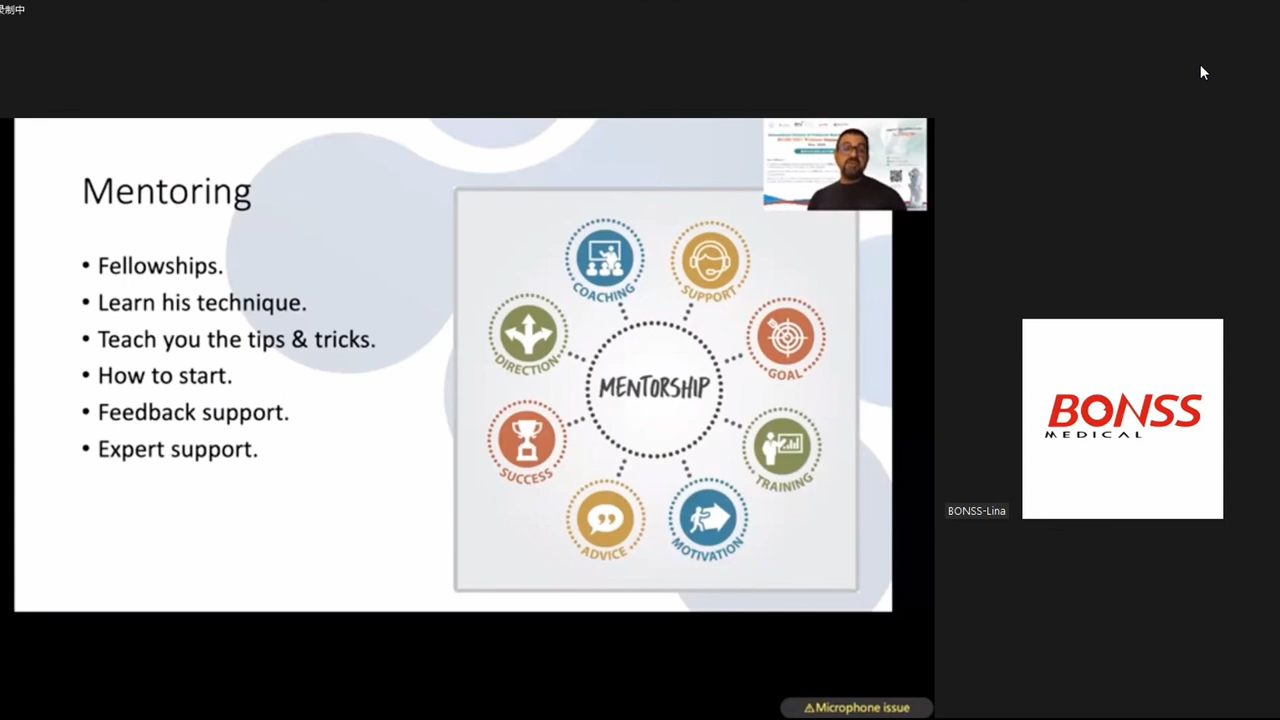 录制中
Mentoring
• Fellowships.
• Learn his technique.
• Teach you the tips & tricks.
• How to start.
• Feedback support.
• Expert support.
COACHING
SUPPORT
DIRECTION
GOAL
MENTORSHIP
SUCCESS
TRAINING
ADVICE
MOTIVATION
BONSS
MEDICAL
BONSS-Lina
⚠Microphone issue